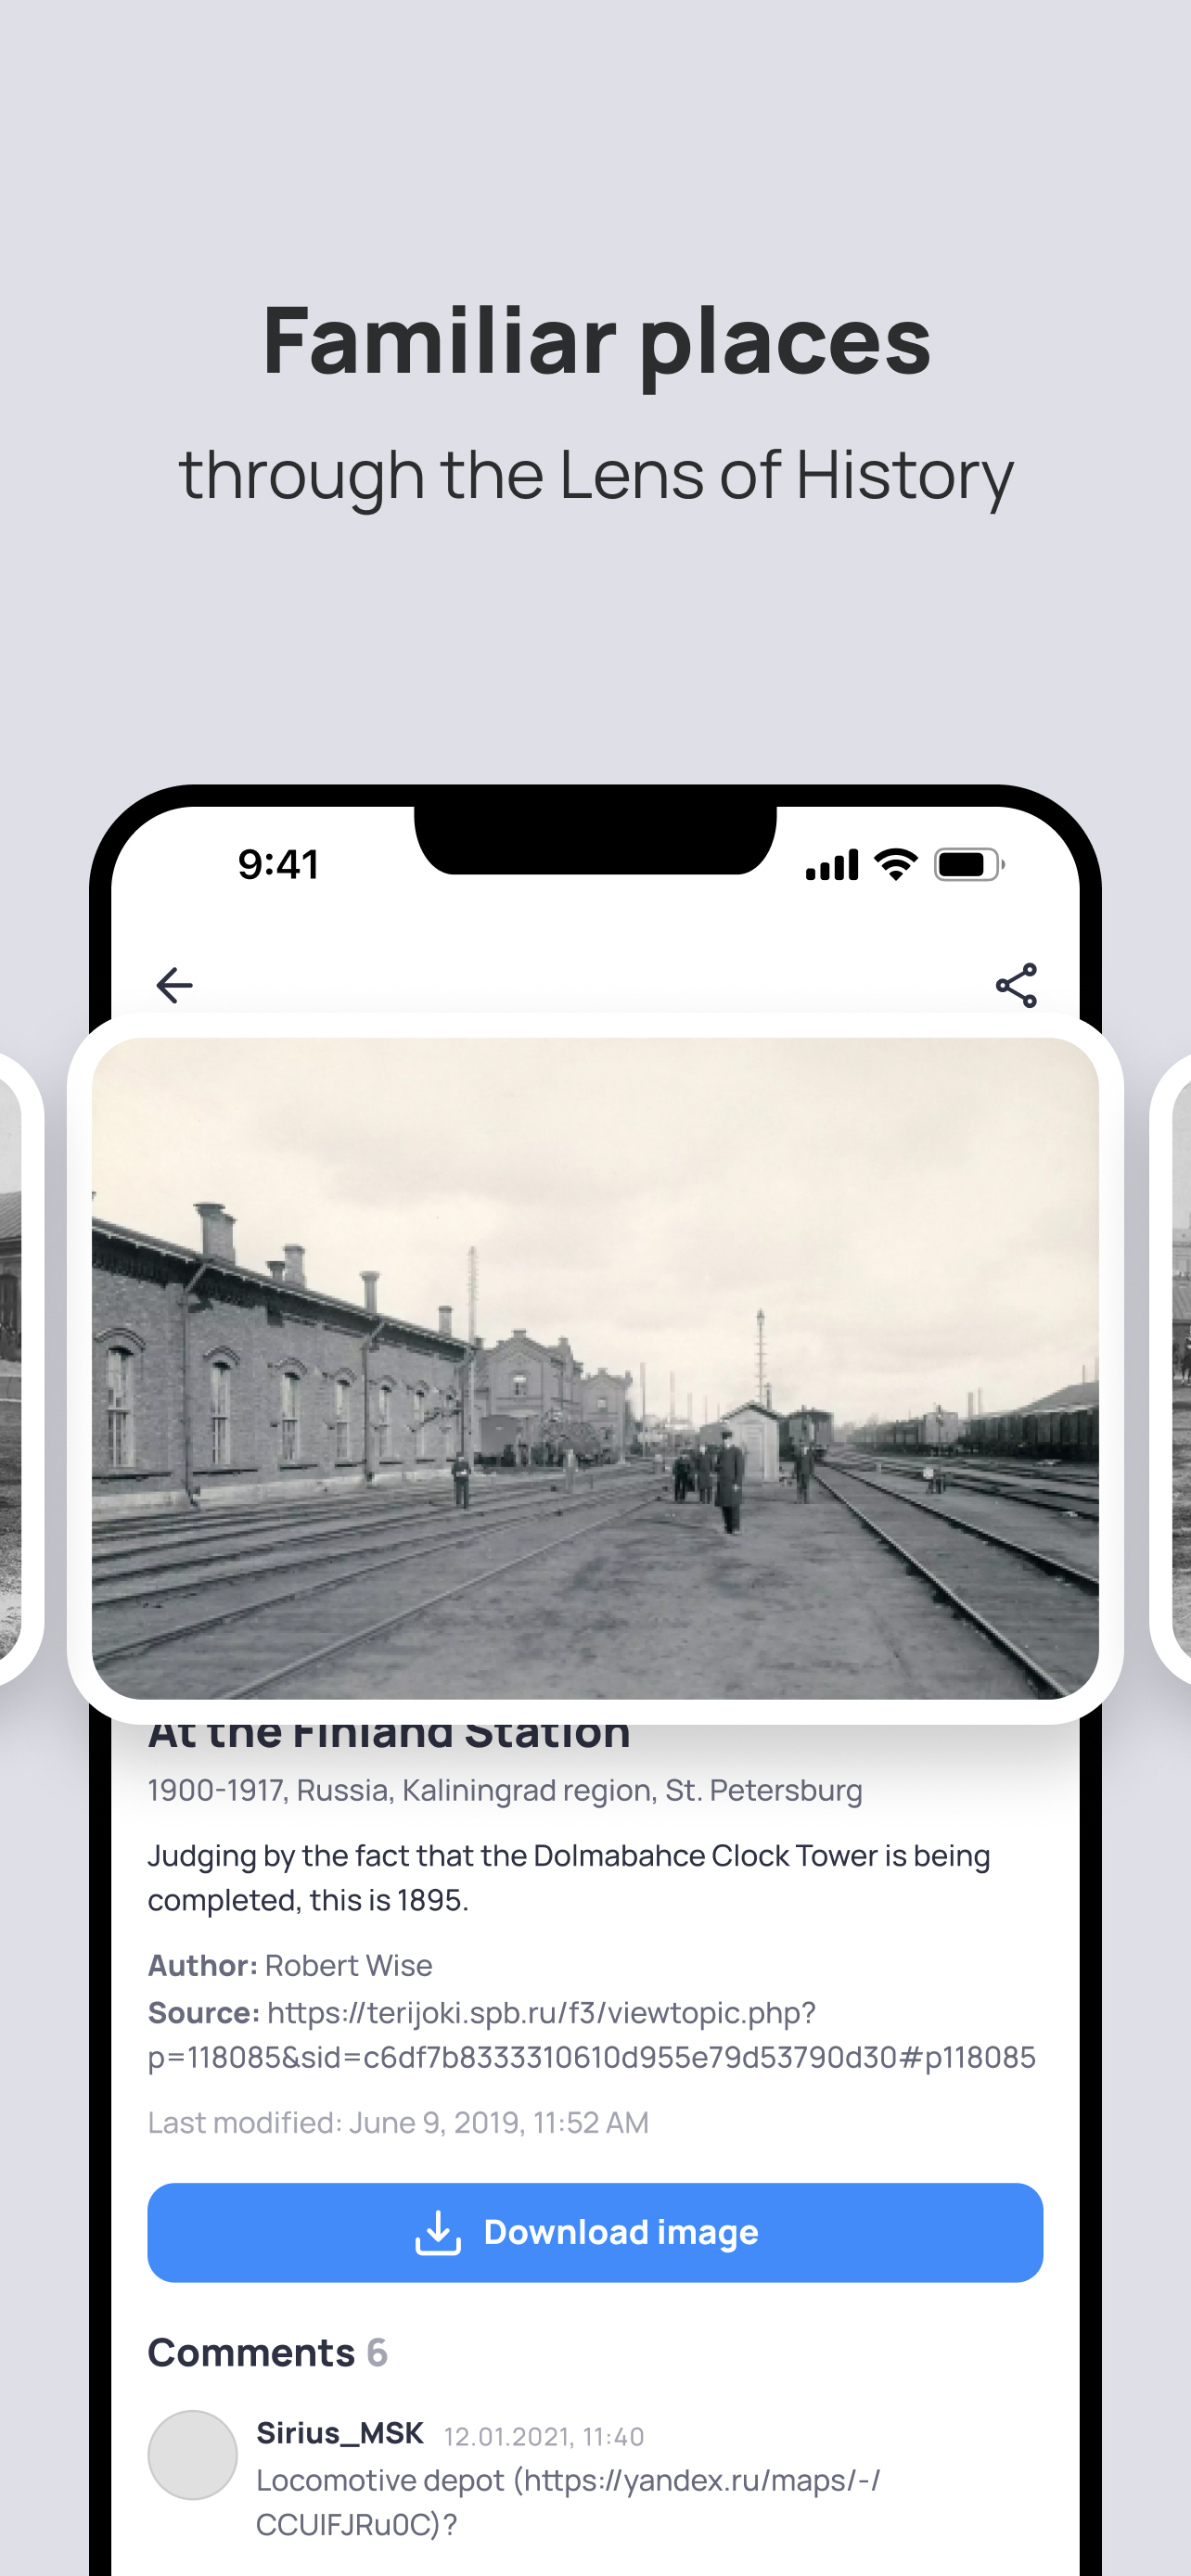 Familiar places
through the Lens of History
9:41
At the Finland Station
1900-1917, Russia, Kaliningrad region, St. Petersburg
Judging by the fact that the Dolmabahce Clock Tower is being
completed, this is 1895.
Author: Robert Wise
Source: https://terijoki.spb.ru/f3/viewtopic.php?
p=118085&sid=c6df7b8333310610d955e79d53790d30#p118085
Last modified: June 9, 2019, 11:52 AM
Download image
Comments 6
Sirius_MSK 12.01.2021, 11:40
Locomotive depot (https://yandex.ru/maps/-/
CCUIFJRu0C)?